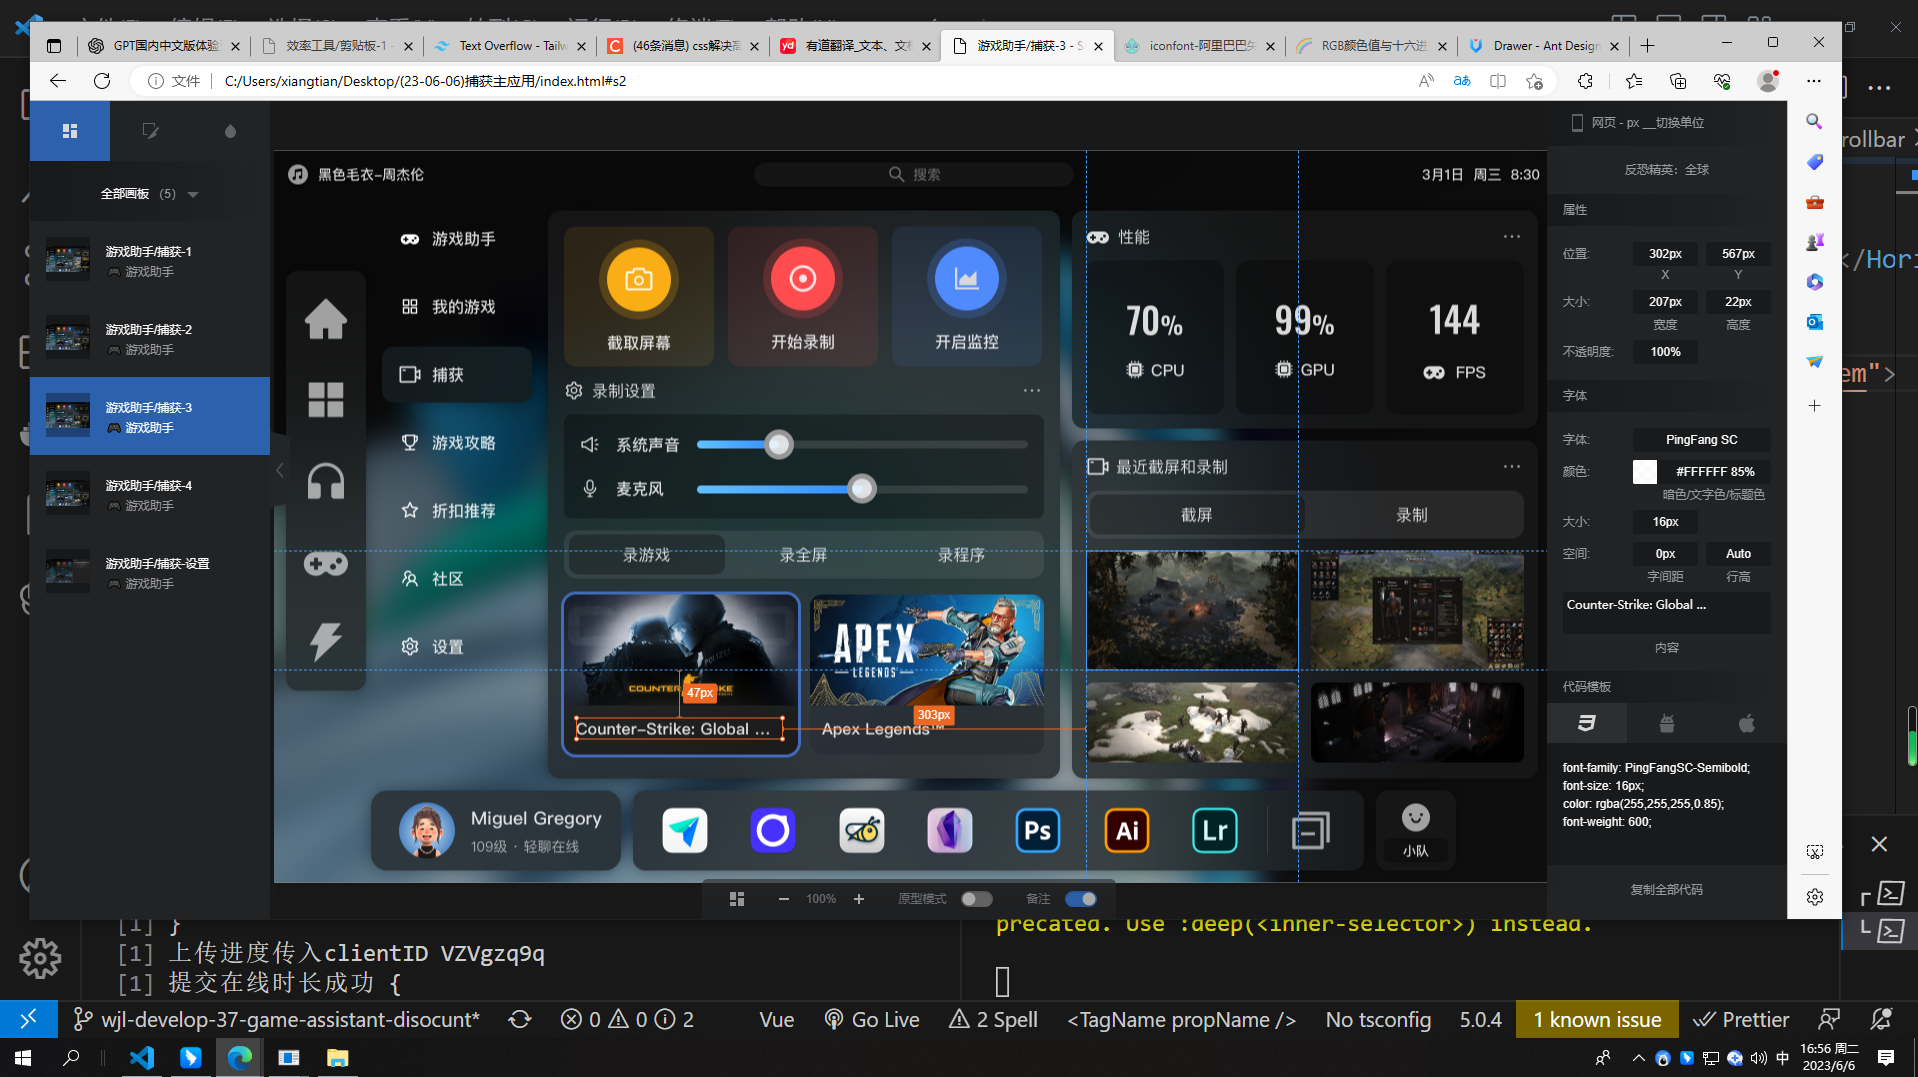 GPT国内中文版体验
效率工具/剪贴板-1 -
Text Overflow - Tailw
(46条消息) css解决高
有道翻译_文本、文档
游戏助手/捕获-3 - S
iconfont-阿里巴巴矢
RGB颜色值与十六进
Drawer - Ant Design
文件
C:/Users/xiangtian/Desktop/(23-06-06)捕获主应用/index.html#s2
全部画板 (5)
游戏助手/捕获-1
游戏助手
游戏助手/捕获-2
游戏助手
游戏助手/捕获-3
游戏助手
游戏助手/捕获-4
游戏助手
游戏助手/捕获-设置
游戏助手
黑色毛衣-周杰伦
搜索
3月1日 周三 8:30
游戏助手
我的游戏
捕获
游戏攻略
折扣推荐
社区
设置
截取屏幕
开始录制
开启监控
录制设置
系统声音
麦克风
录游戏
录全屏
录程序
COUNTER STRIKE
47px
Counter-Strike: Global ...
APEX
LEGENDS
303px
Apex Legends™
性能
70%
CPU
99%
GPU
144
FPS
最近截屏和录制
截屏
录制
Miguel Gregory
109级 · 轻聊在线
Ps
Ai
Lr
小队
100%
原型模式
备注
网页 - px __切换单位
反恐精英：全球
属性
位置:
302px
567px
X
Y
大小:
207px
22px
宽度
高度
不透明度:
100%
字体
字体:
PingFang SC
颜色:
#FFFFFF 85%
暗色/文字色/标题色
大小:
16px
空间:
0px
Auto
字间距
行高
Counter-Strike: Global ...
内容
代码模板
font-family: PingFangSC-Semibold;
font-size: 16px;
color: rgba(255,255,255,0.85);
font-weight: 600;
复制全部代码
rollbar
</Hori
em">
[1] }
[1] 上传进度传入clientID VZVgzq9q
[1] 提交在线时长成功 {
precated. Use :deep(<inner-selector>) instead.
wjl-develop-37-game-assistant-disocunt*
0
0
2
Vue
Go Live
2 Spell
<TagName propName />
No tsconfig
5.0.4
1 known issue
Prettier
中
16:56 周二
2023/6/6